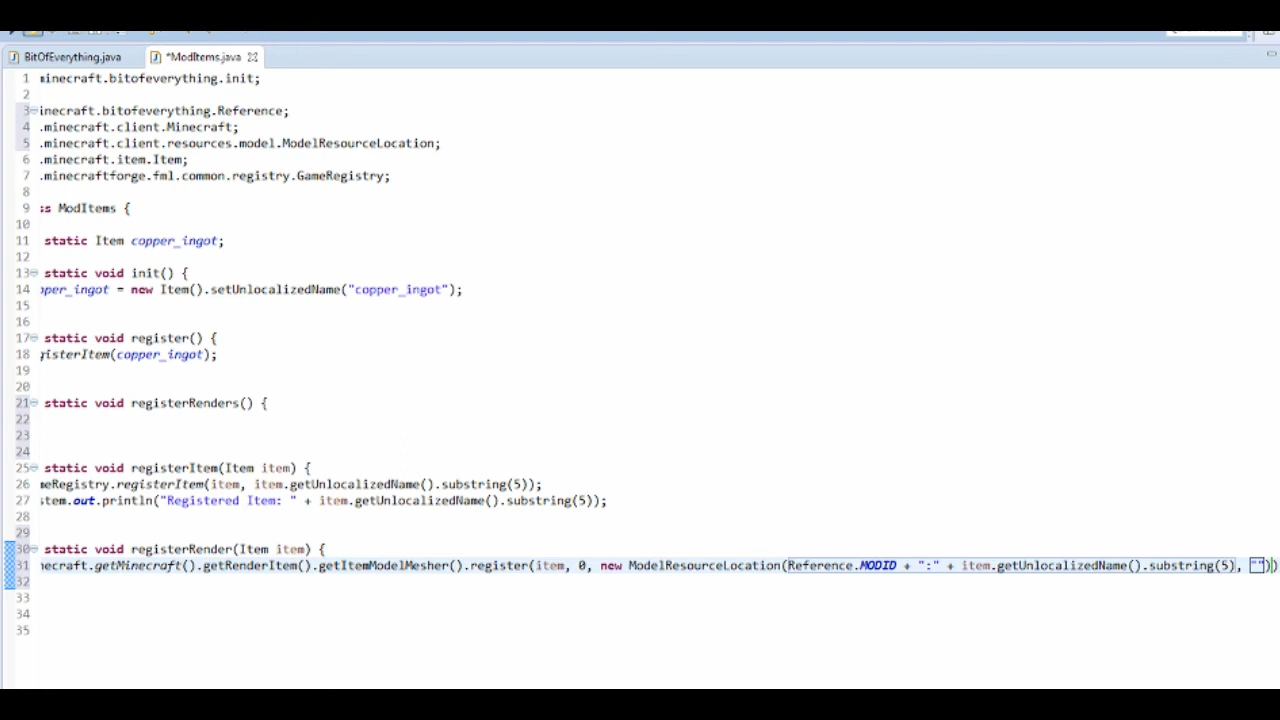 BitOfEverything.java
*ModItems.java
1 minecraft.bitofeverything.init;
2
3 inecraft.bitofeverything.Reference;
4 .minecraft.client.Minecraft;
5 .minecraft.client.resources.model.ModelResourceLocation;
6 .minecraft.item.Item;
7 .minecraftforge.fml.common.registry.GameRegistry;
8
9 ss ModItems {
10
11 static Item copper_ingot;
12
13 static void init() {
14 pper_ingot = new Item().setUnlocalizedName("copper_ingot");
15
16
17 static void register() {
18 gisterItem(copper_ingot);
19
20
21 static void registerRenders() {
22
23
24
25 static void registerItem(Item item) {
26 meRegistry.registerItem(item, item.getUnlocalizedName().substring(5));
27 stem.out.println("Registered Item: " + item.getUnlocalizedName().substring(5));
28
29
30 static void registerRender(Item item) {
31 necraft.getMinecraft().getRenderItem().getItemModelMesher().register(item, 0, new ModelResourceLocation(Reference.MODID + ":" + item.getUnlocalizedName().substring(5), ""))
32
33
34
35